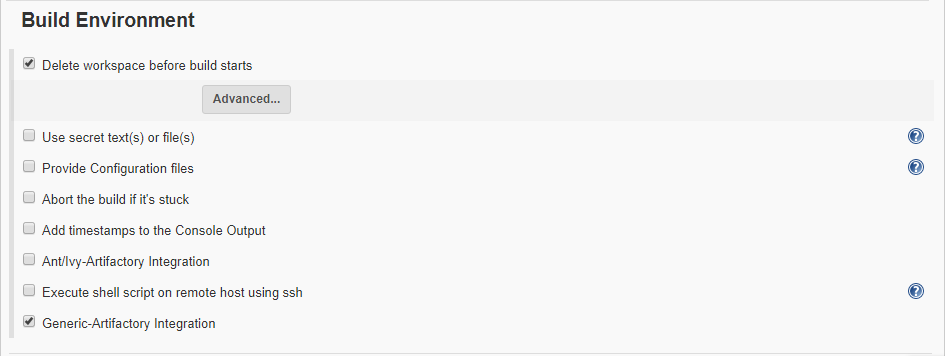 Build Environment
Delete workspace before build starts
Advanced...
Use secret text(s) or file(s)
?
Provide Configuration files
?
Abort the build if it's stuck
Add timestamps to the Console Output
Ant/Ivy-Artifactory Integration
Execute shell script on remote host using ssh
?
Generic-Artifactory Integration